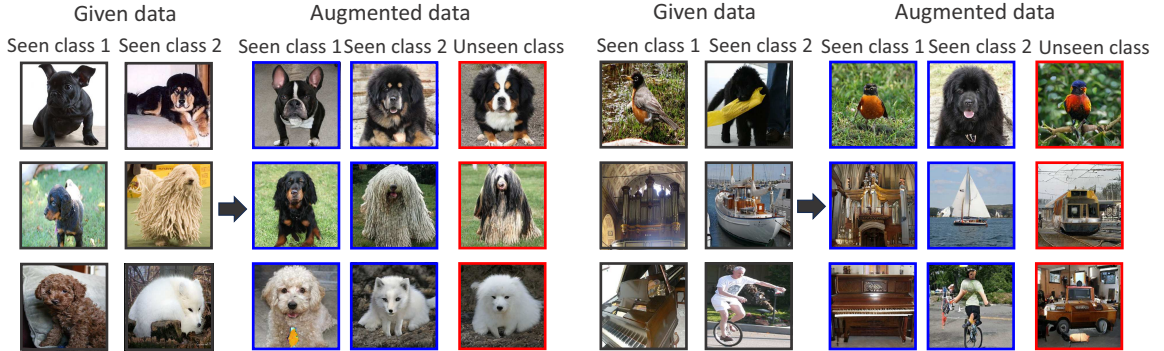 Given data Augmented data Given data Augmented data
Seen class 1 Seen class 2 Seen class 1 Seen class 2 Unseen class Seen class 1 Seen class 2 Seen class 1 Seen class 2 Unseen class